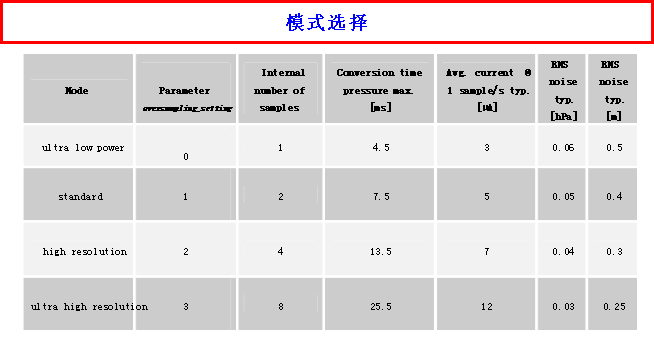 模式选择
Mode
Parameter
oversampling_setting
Internal
number of
samples
Conversion time
pressure max.
[ms]
Avg. current @
1 sample/s typ.
[μA]
RMS
noise
typ.
[hPa]
RMS
noise
typ.
[m]
ultra low power 0 1 4.5 3 0.06 0.5
standard 1 2 7.5 5 0.05 0.4
high resolution 2 4 13.5 7 0.04 0.3
ultra high resolution 3 8 25.5 12 0.03 0.25